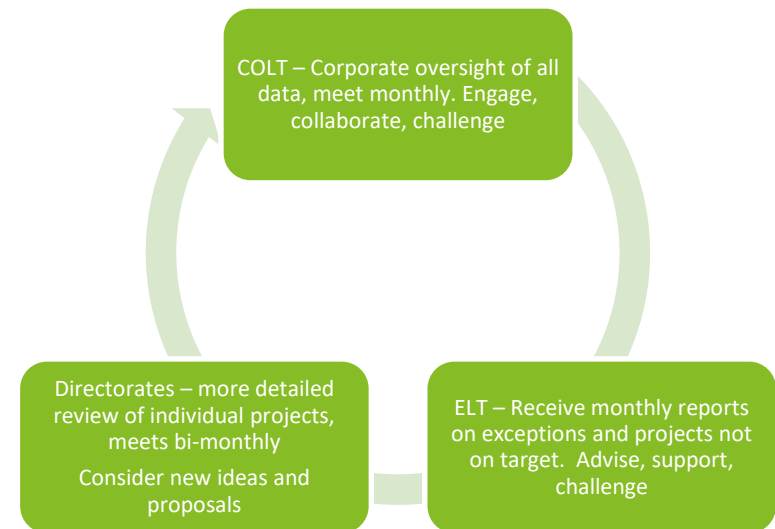 COLT – Corporate oversight of all
data, meet monthly. Engage,
collaborate, challenge
Directorates – more detailed
review of individual projects,
meets bi-monthly
Consider new ideas and
proposals
ELT – Receive monthly reports
on exceptions and projects not
on target.  Advise, support,
challenge